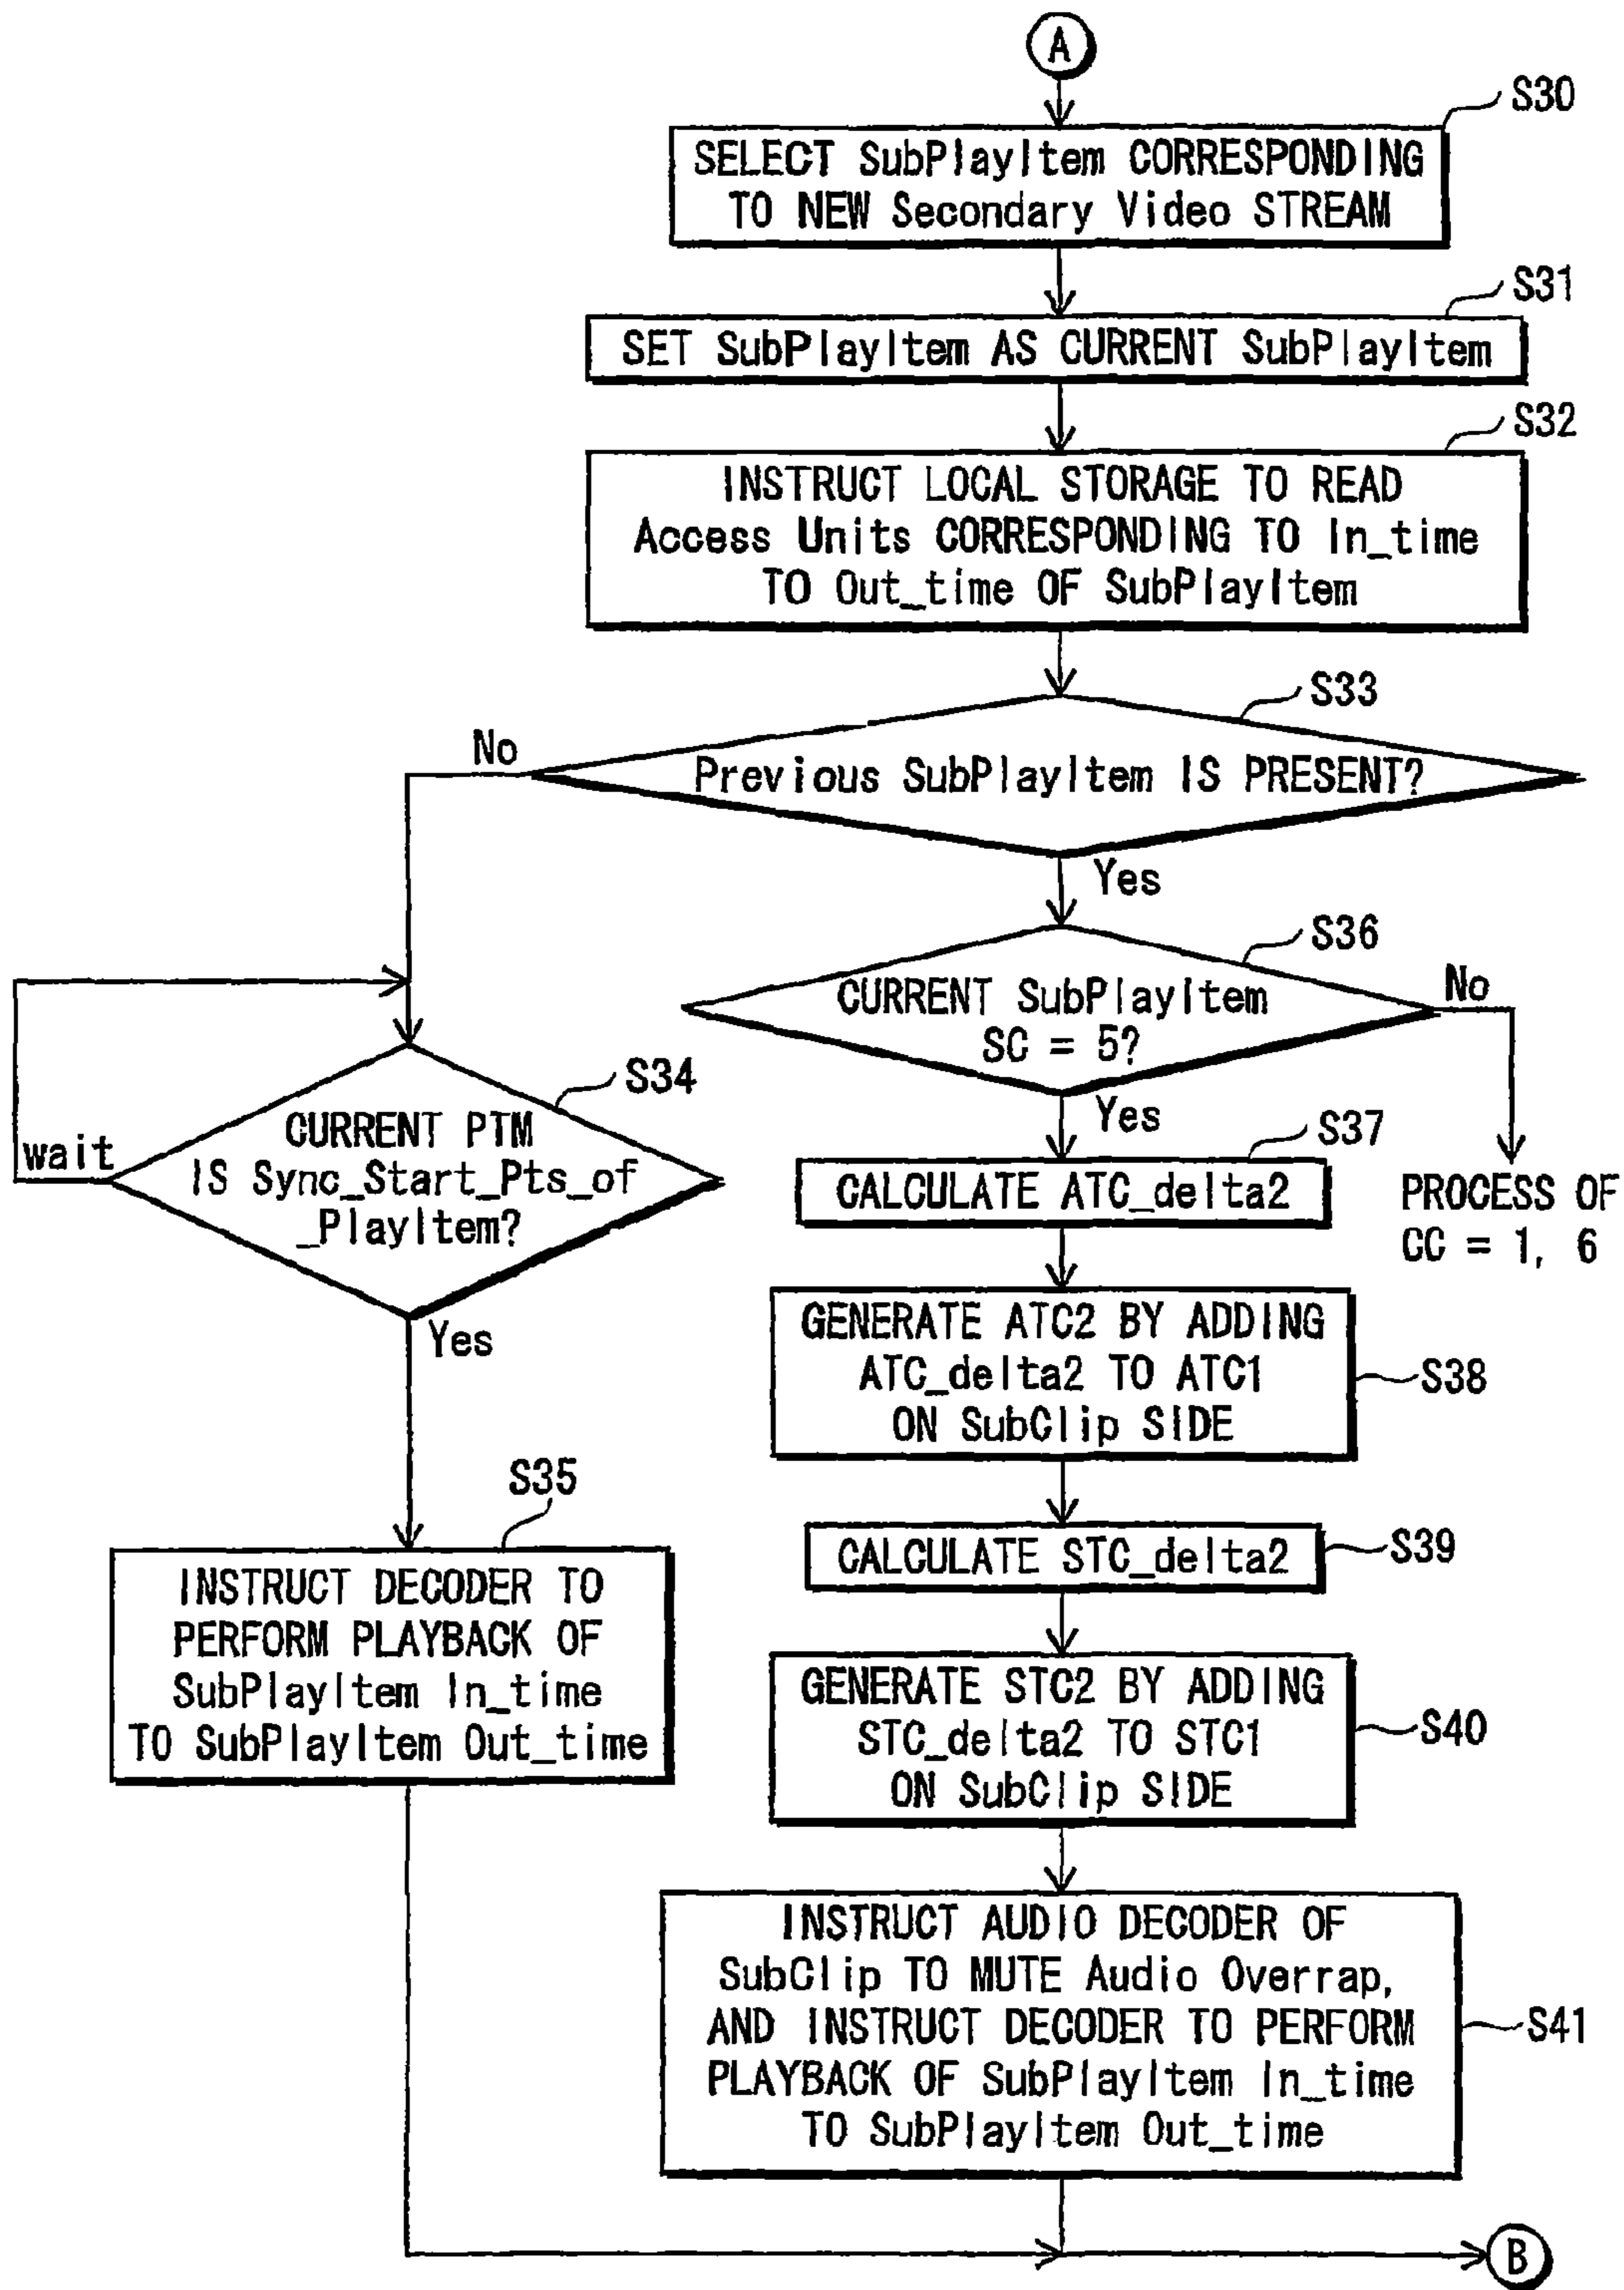 A
S30
SELECT SubPlayItem CORRESPONDING
TO NEW Secondary Video STREAM
S31
SET SubPlayItem AS CURRENT SubPlayItem
S32
INSTRUCT LOCAL STORAGE TO READ
Access Units CORRESPONDING TO In_time
TO Out_time OF SubPlayItem
S33
No
Previous SubPlayItem IS PRESENT?
Yes
S36
CURRENT SubPlayItem
SC = 5?
No
Yes
PROCESS OF
CC = 1, 6
S34
CURRENT PTM
IS Sync_Start_Pts_of
_PlayItem?
wait
Yes
S35
INSTRUCT DECODER TO
PERFORM PLAYBACK OF
SubPlayItem In_time
TO SubPlayItem Out_time
S37
CALCULATE ATC_delta2
GENERATE ATC2 BY ADDING
ATC_delta2 TO ATC1
ON SubClip SIDE
S38
CALCULATE STC_delta2
S39
GENERATE STC2 BY ADDING
STC_delta2 TO STC1
ON SubClip SIDE
S40
INSTRUCT AUDIO DECODER OF
SubClip TO MUTE Audio Overrap,
AND INSTRUCT DECODER TO PERFORM
PLAYBACK OF SubPlayItem In_time
TO SubPlayItem Out_time
S41
B